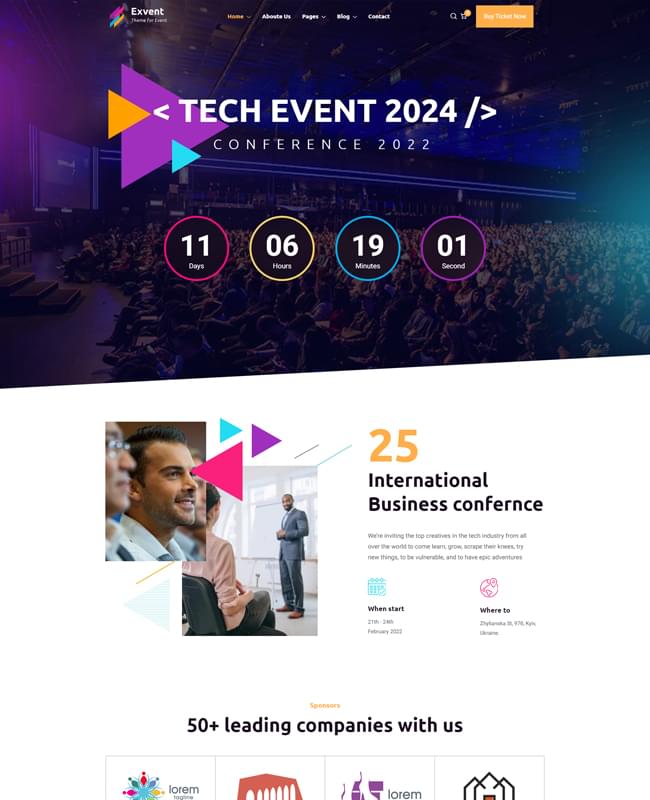 Exvent
Theme For Event
Home
Aboute Us
Pages
Blog
Contact
Buy Ticket Now
< TECH EVENT 2024 />
CONFERENCE 2022
11
Days
06
Hours
19
Minutes
01
Second
25
International
Business confernce
We're inviting the top creatives in the tech industry from all
over the world to come learn, grow, scrape their knees, try
new things, to be vulnerable, and to have epic adventures
When start
21th - 24th
February 2022
Where to
Zhylianska St, 97б, Kyiv,
Ukraine.
Sponsors
50+ leading companies with us
lorem
tagline
lorem